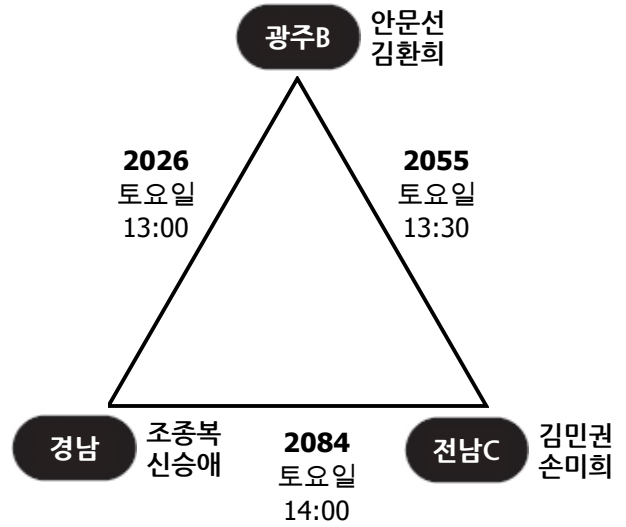 광주B
안문선
김환희
2026
토요일
13:00
2055
토요일
13:30
경남
조종복
신승애
2084
토요일
14:00
전남C
김민권
손미희